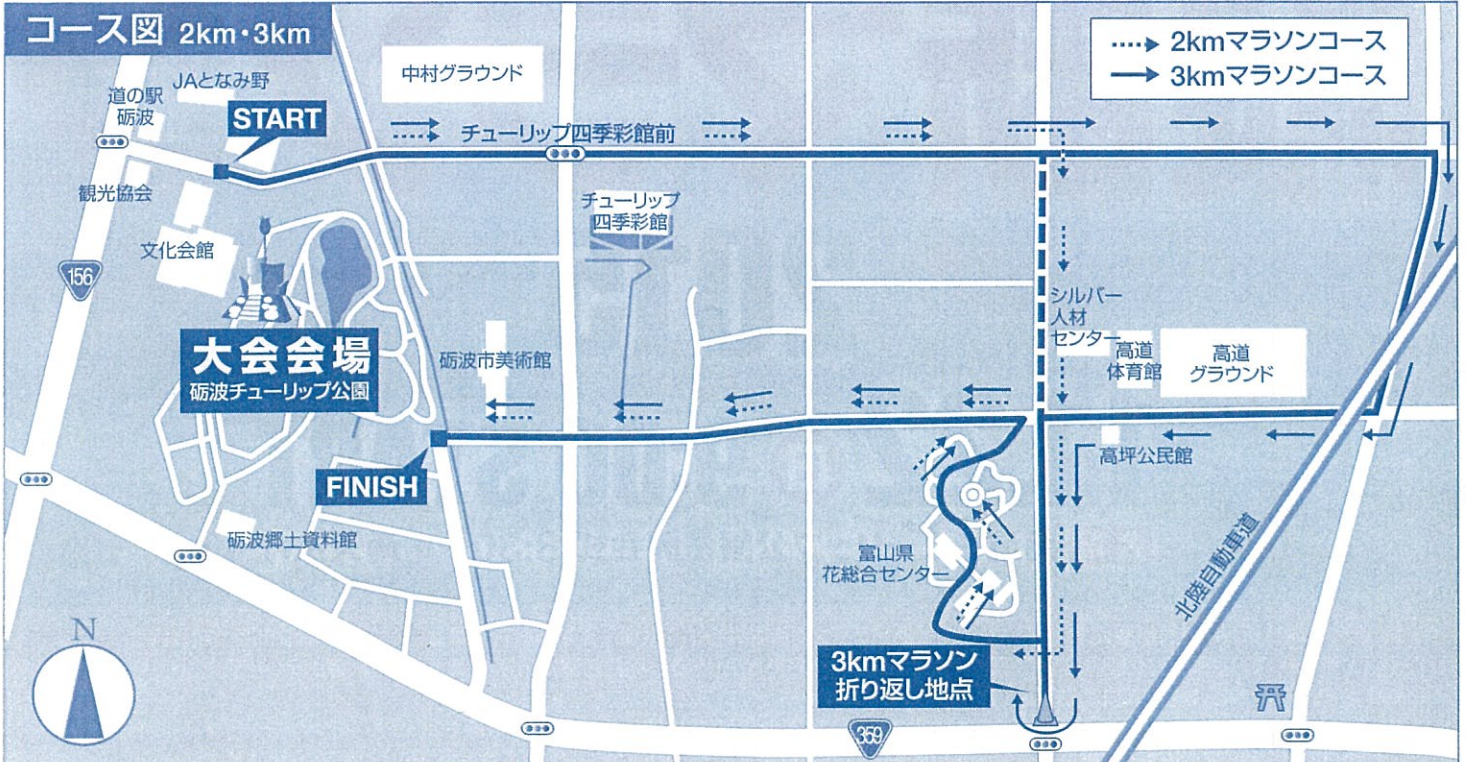 コース図 2km・3km
2kmマラソンコース
3kmマラソンコース
JAとなみ野
道の駅
砺波
START
中村グラウンド
チューリップ四季彩館前
観光協会
文化会館
チューリップ
四季彩館
156
シルバー
人材
センター
高道
体育館
高道
グラウンド
大会会場
砺波チューリップ公園
砺波市美術館
高坪公民館
FINISH
砺波郷土資料館
富山県
花総合センター
北陸自動車道
N
3kmマラソン
折り返し地点
359